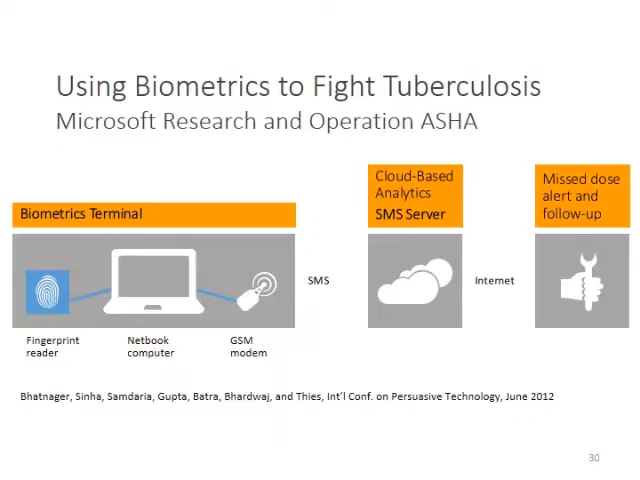 Using Biometrics to Fight Tuberculosis
Microsoft Research and Operation ASHA
Biometrics Terminal
Cloud-Based
Analytics
SMS Server
Missed dose
alert and
follow-up
SMS
Internet
Fingerprint
reader
Netbook
computer
GSM
modem
Bhatnager, Sinha, Samdaria, Gupta, Batra, Bhardwaj, and Thies, Int'l Conf. on Persuasive Technology, June 2012
30